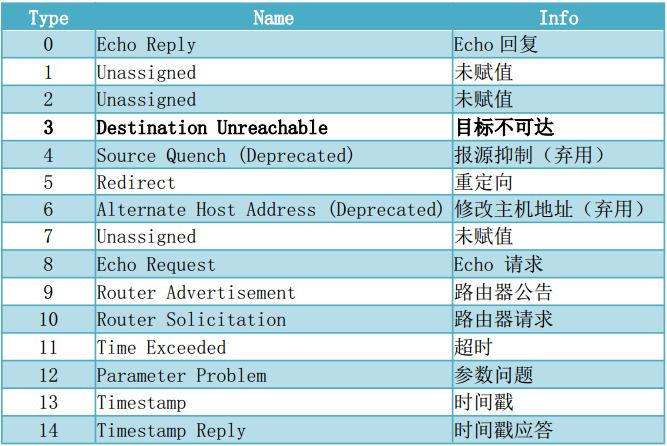 Type Name Info
0 Echo Reply Echo回复
1 Unassigned 未赋值
2 Unassigned 未赋值
3 Destination Unreachable 目标不可达
4 Source Quench (Deprecated) 报源抑制（弃用）
5 Redirect 重定向
6 Alternate Host Address (Deprecated) 修改主机地址（弃用）
7 Unassigned 未赋值
8 Echo Request Echo 请求
9 Router Advertisement 路由器公告
10 Router Solicitation 路由器请求
11 Time Exceeded 超时
12 Parameter Problem 参数问题
13 Timestamp 时间戳
14 Timestamp Reply 时间戳应答